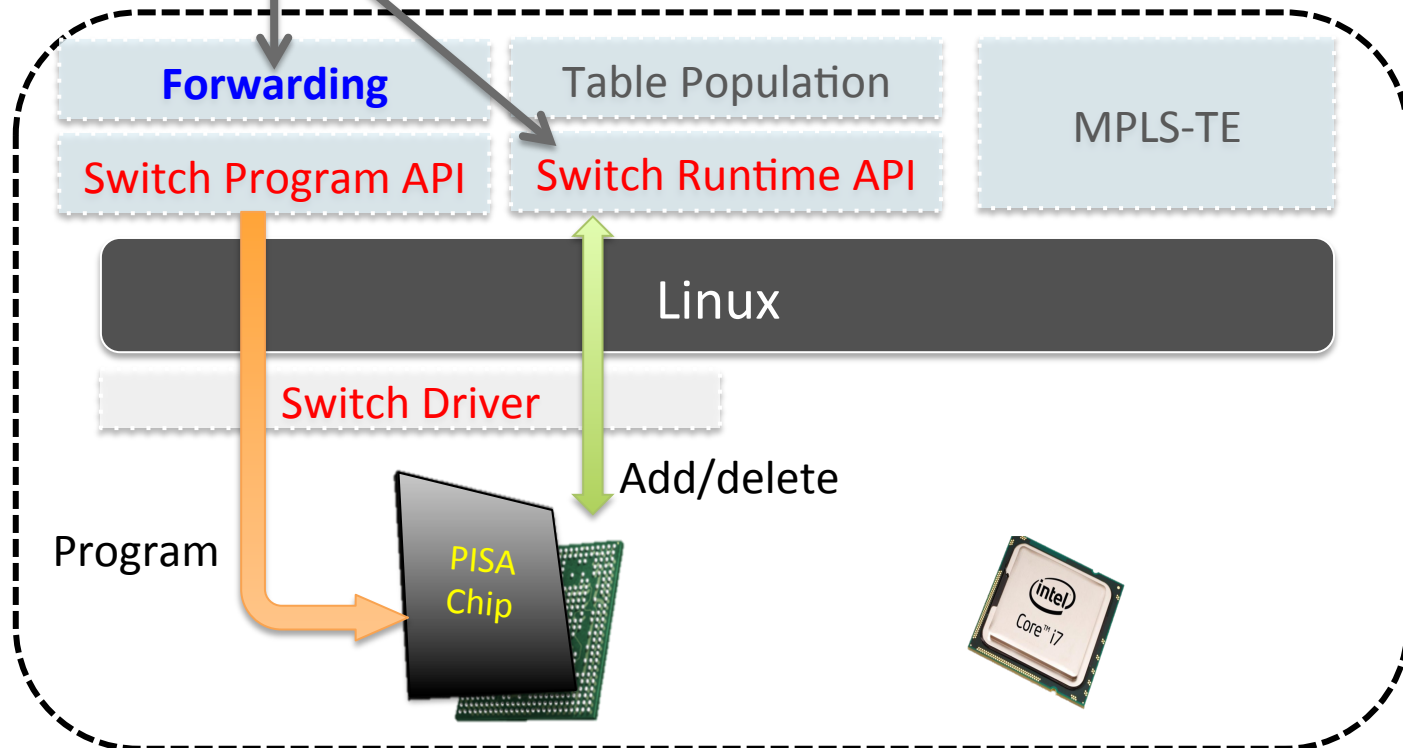 Forwarding
Table Population
MPLS-TE
Switch Program API
Switch Runtime API
Linux
Switch Driver
Add/delete
Program
PISA
Chip
intel
Core™ i7